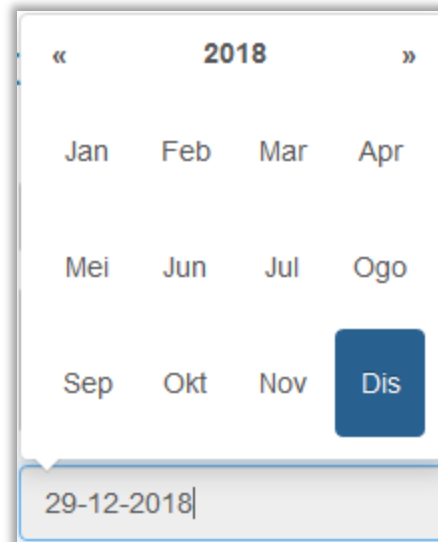 « 2018 »
Jan Feb Mar Apr
Mei Jun Jul Ogo
Sep Okt Nov Dis
29-12-2018